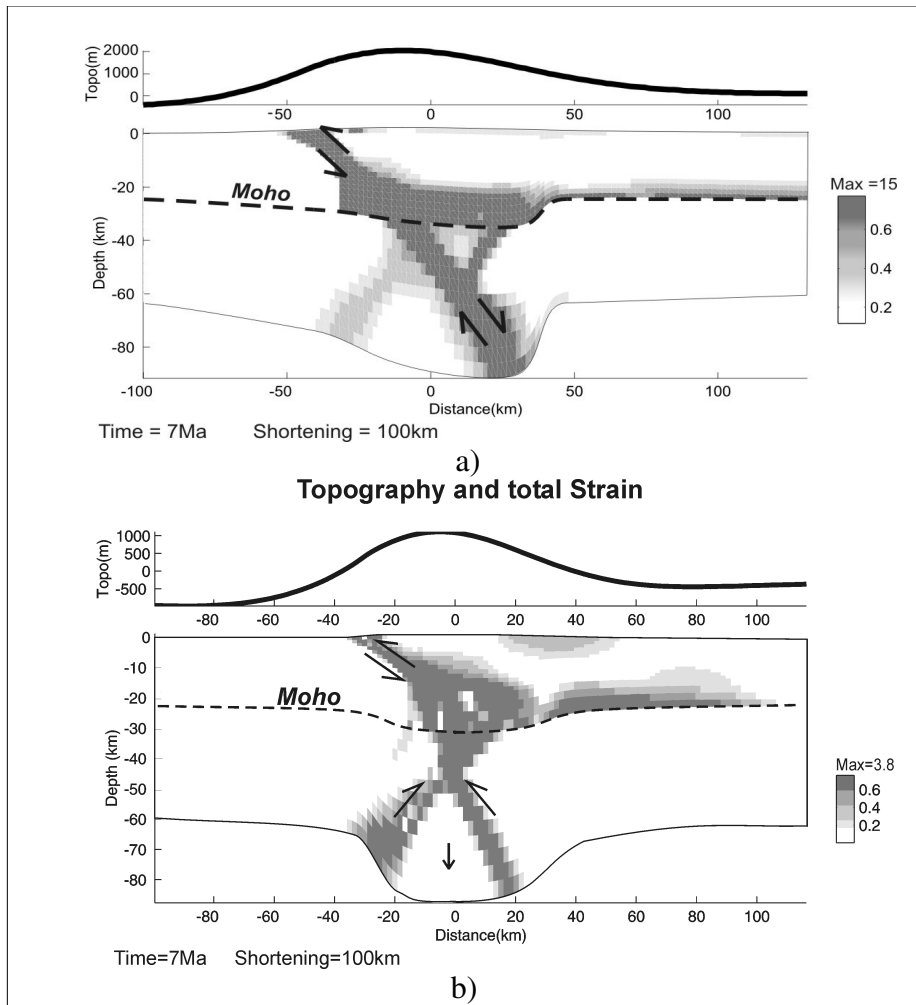 Topo(m)
2000
1000
0
-50
0
50
100
0
-20
-40
-60
-80
Depth (km)
Moho
Max =15
0.6
0.4
0.2
-100
-50
0
50
100
Distance(km)
Time = 7Ma Shortening = 100km
a)
Topography and total Strain
Topo(m)
1000
500
0
-500
-80 -60 -40 -20 0 20 40 60 80 100
0
-10
-20
-30
-40
-50
-60
-70
-80
Depth (km)
Moho
Max=3.8
0.6
0.4
0.2
-80 -60 -40 -20 0 20 40 60 80 100
Distance(km)
Time=7Ma Shortening=100km
b)